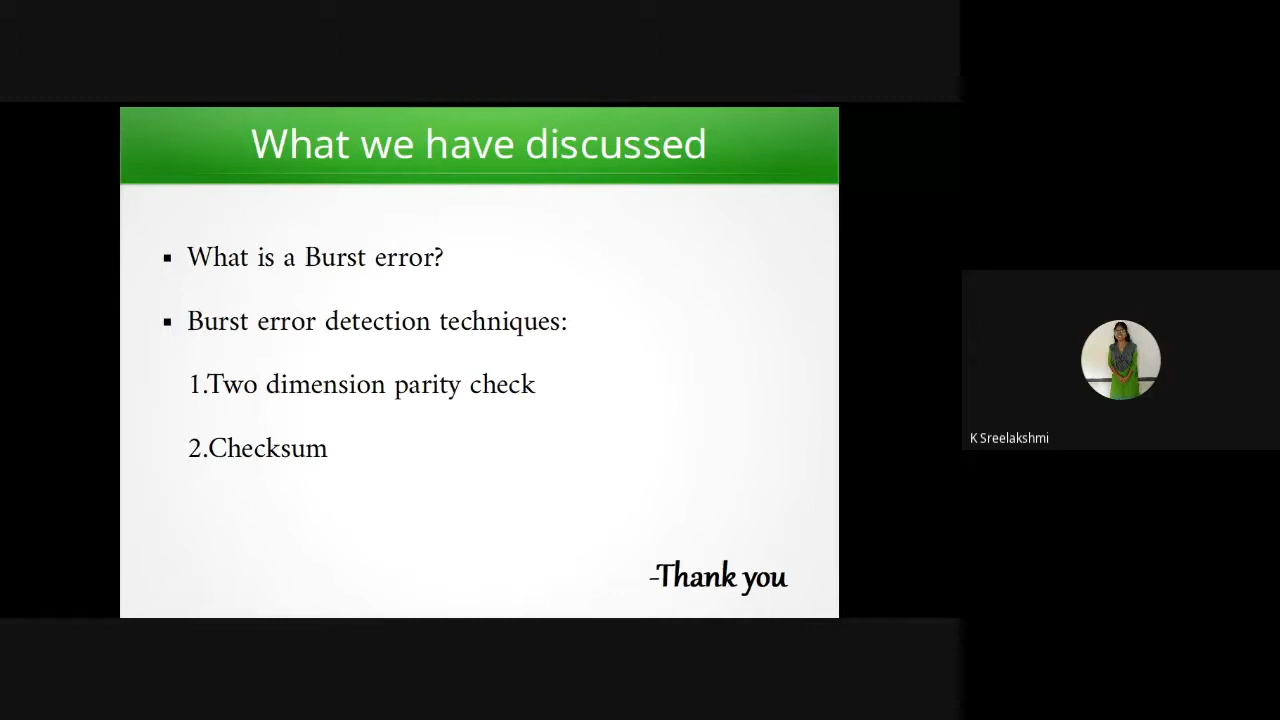 What we have discussed
▪ What is a Burst error?
▪ Burst error detection techniques:
1.Two dimension parity check
2.Checksum
-Thank you
K Sreelakshmi